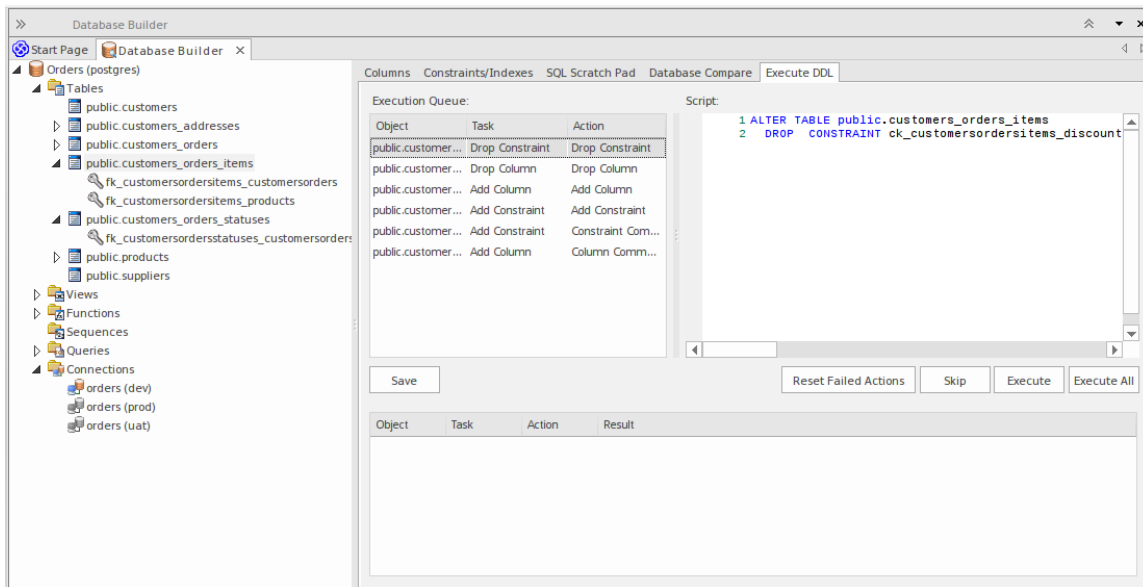 Database Builder
Start Page Database Builder
Orders (postgres)
Tables
public.customers
public.customers_addresses
public.customers_orders
public.customers_orders_items
fk_customersordersitems_customersorders
fk_customersordersitems_products
public.customers_orders_statuses
fk_customersordersstatuses_customersorders
public.products
public.suppliers
Views
Functions
Sequences
Queries
Connections
orders (dev)
orders (prod)
orders (uat)
Columns Constraints/Indexes SQL Scratch Pad Database Compare Execute DDL
Execution Queue:
Object Task Action
public.customer... Drop Constraint Drop Constraint
public.customer... Drop Column Drop Column
public.customer... Add Column Add Column
public.customer... Add Constraint Add Constraint
public.customer... Add Constraint Constraint Com...
public.customer... Add Column Column Comm...
Script:
1 ALTER TABLE public.customers_orders_items
2 DROP CONSTRAINT ck_customersordersitems_discount
Save Reset Failed Actions Skip Execute Execute All
Object Task Action Result